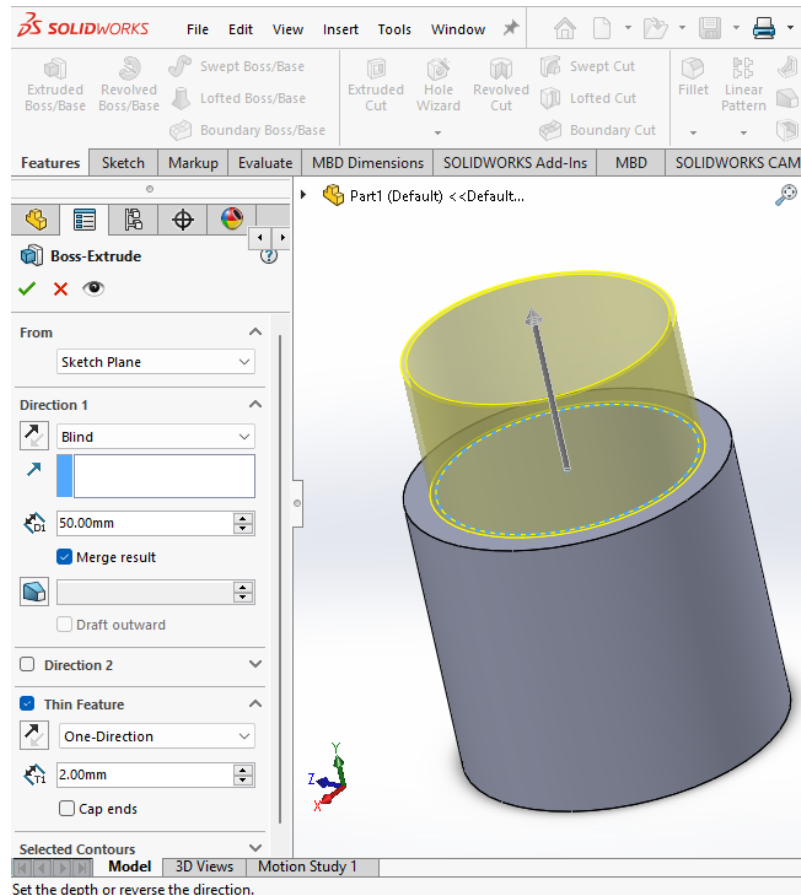 SOLIDWORKS File Edit View Insert Tools Window
Extruded Boss/Base
Revolved Boss/Base
Swept Boss/Base
Lofted Boss/Base
Boundary Boss/Base
Extruded Cut
Hole Wizard
Revolved Cut
Swept Cut
Lofted Cut
Boundary Cut
Fillet
Linear Pattern
Features Sketch Markup Evaluate MBD Dimensions SOLIDWORKS Add-Ins MBD SOLIDWORKS CAM
Part1 (Default) <<Default...
Boss-Extrude
From
Sketch Plane
Direction 1
Blind
D1
50.00mm
Merge result
Draft outward
Direction 2
Thin Feature
One-Direction
T1
2.00mm
Cap ends
Selected Contours
Y
Z
X
Model 3D Views Motion Study 1
Set the depth or reverse the direction.